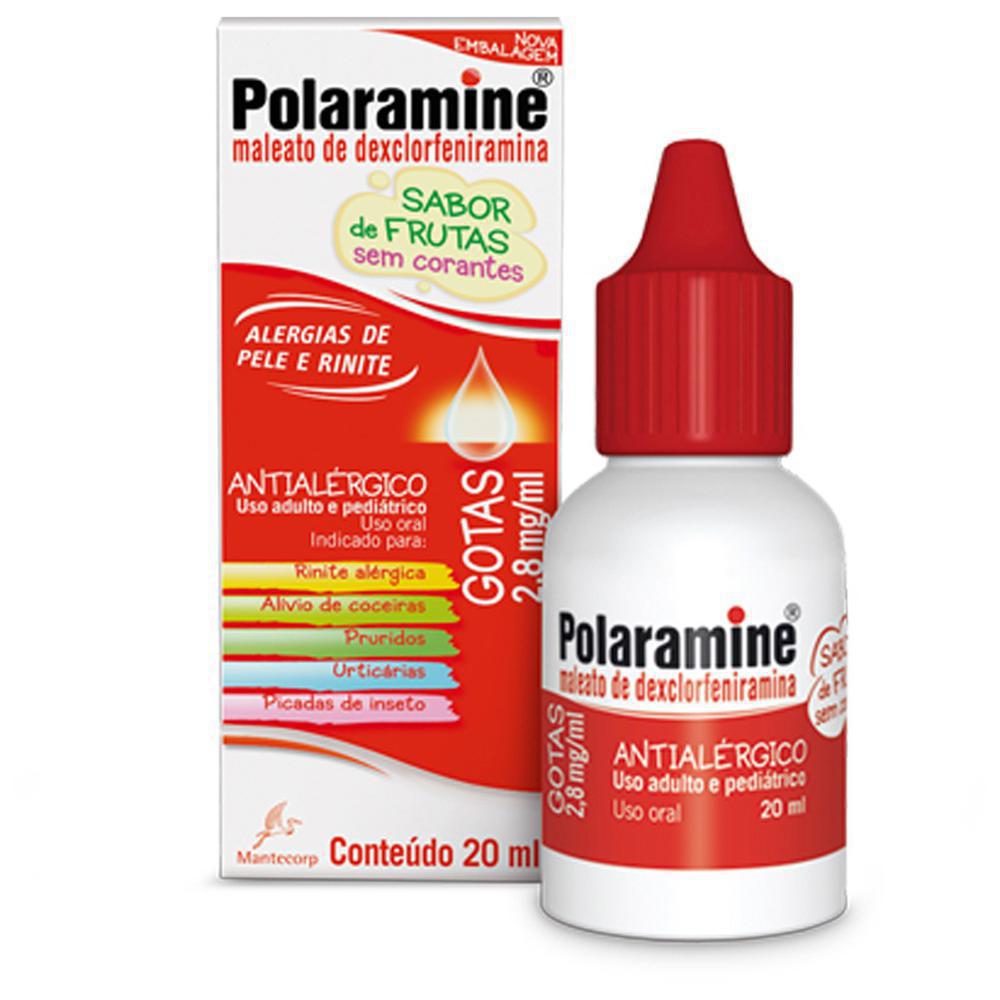 NOVA
EMBALAGEM
Polaramine®
maleato de dexclorfeniramina
SABOR
de FRUTAS
sem corantes
ALERGIAS DE
PELE E RINITE
ANTIALÉRGICO
Uso adulto e pediátrico
Uso oral
Indicado para:
Rinite alérgica
Alívio de coceiras
Pruridos
Urticárias
Picadas de inseto
GOTAS
2,8 mg/ml
Mantecorp
Conteúdo 20 ml
Polaramine®
maleato de dexclorfeniramina
GOTAS
2,8 mg/ml
ANTIALÉRGICO
Uso adulto e pediátrico
Uso oral
20 ml